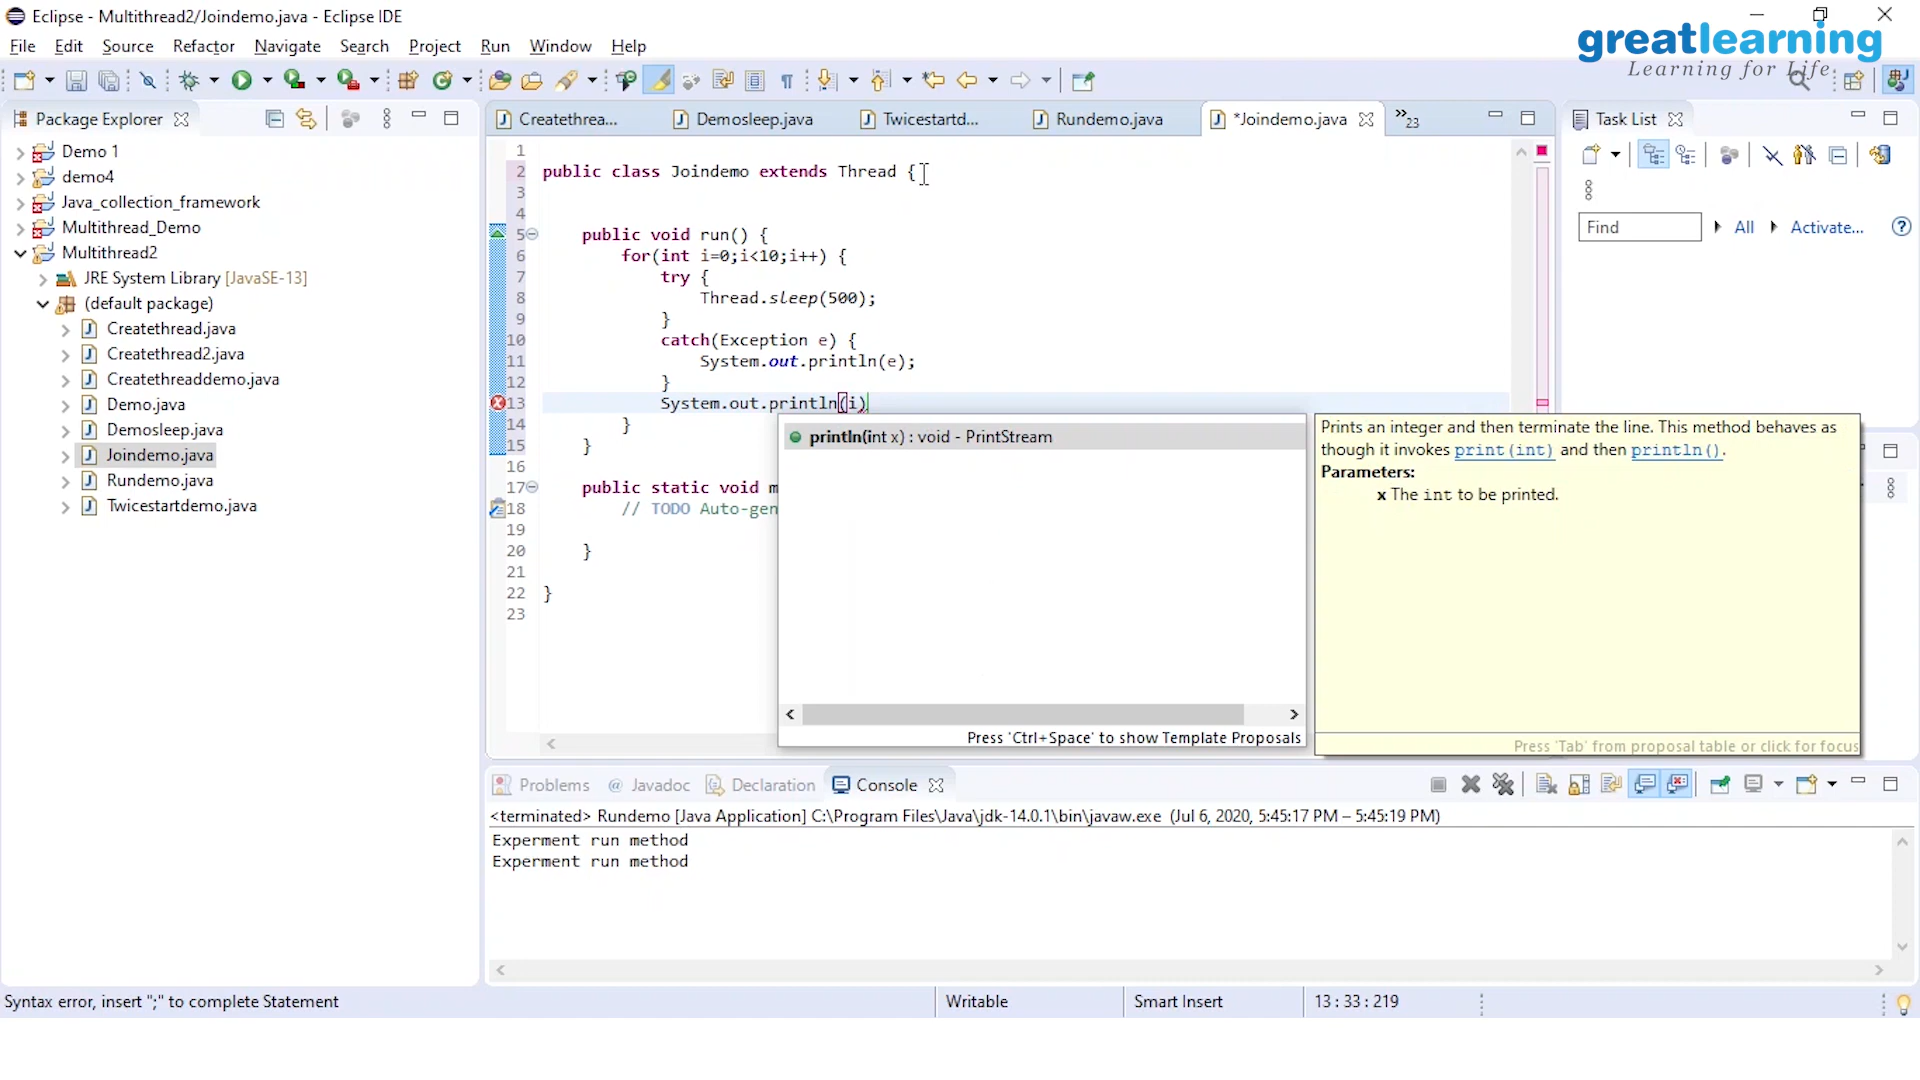 Eclipse - Multithread2/Joindemo.java - Eclipse IDE
greatlearning
Learning for Life
File Edit Source Refactor Navigate Search Project Run Window Help
Package Explorer
Createthrea... Demosleep.java Twicestartd... Rundemo.java *Joindemo.java »23
Task List
Demo 1
demo4
Java_collection_framework
Multithread_Demo
Multithread2
JRE System Library [JavaSE-13]
(default package)
Createthread.java
Createthread2.java
Createthreaddemo.java
Demo.java
Demosleep.java
Joindemo.java
Rundemo.java
Twicestartdemo.java
1
2 public class Joindemo extends Thread {
3
4
5 public void run() {
6 for(int i=0;i<10;i++) {
7 try {
8 Thread.sleep(500);
9 }
10 catch(Exception e) {
11 System.out.println(e);
12 }
13 System.out.println(i)
14 }
15 }
16
17 public static void m
18 // TODO Auto-gen
19
20 }
21
22 }
23
println(int x) : void - PrintStream
Press 'Ctrl+Space' to show Template Proposals
Find All Activate...
Prints an integer and then terminate the line. This method behaves as
though it invokes print(int) and then println().
Parameters:
x The int to be printed.
Press 'Tab' from proposal table or click for focus
Problems @ Javadoc Declaration Console
<terminated> Rundemo [Java Application] C:\Program Files\Java\jdk-14.0.1\bin\javaw.exe (Jul 6, 2020, 5:45:17 PM – 5:45:19 PM)
Experment run method
Experment run method
Syntax error, insert ";" to complete Statement
Writable Smart Insert 13 : 33 : 219